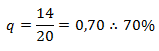 q = 14/20 = 0,70 ∴ 70%